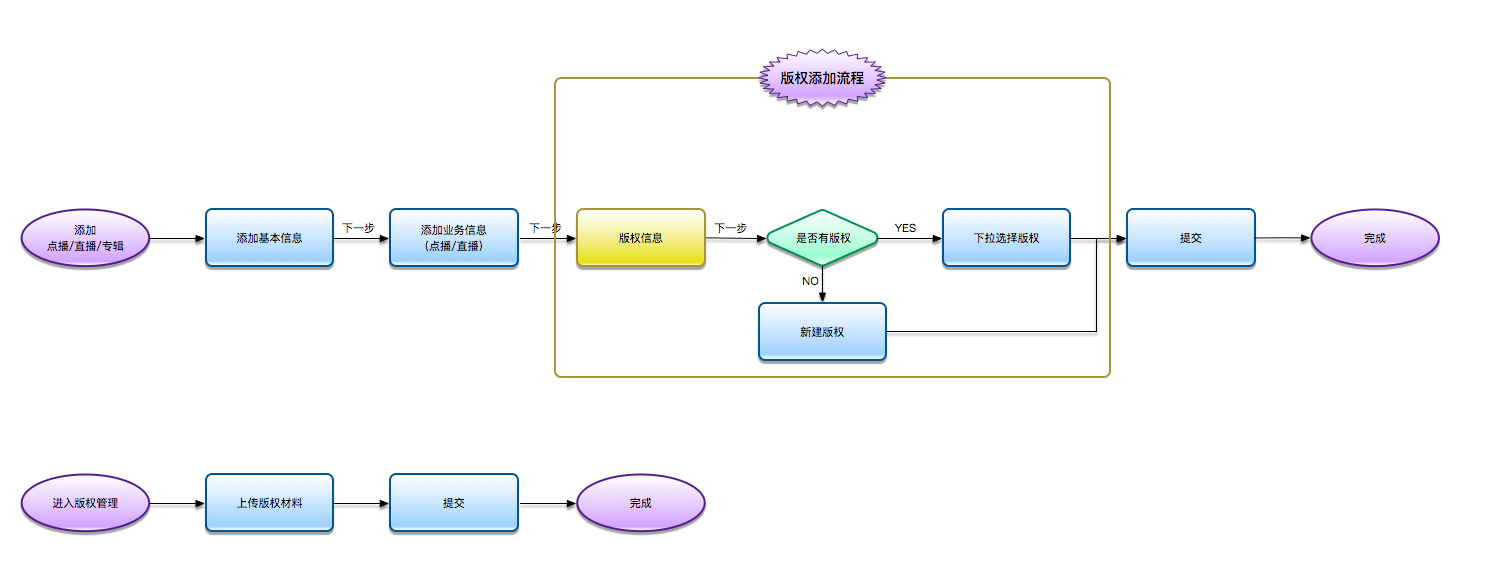 版权添加流程
添加
点播/直播/专辑
添加基本信息
下一步
添加业务信息
（点播/直播）
下一步
版权信息
下一步
是否有版权
YES
下拉选择版权
提交
完成
NO
新建版权
进入版权管理
上传版权材料
提交
完成